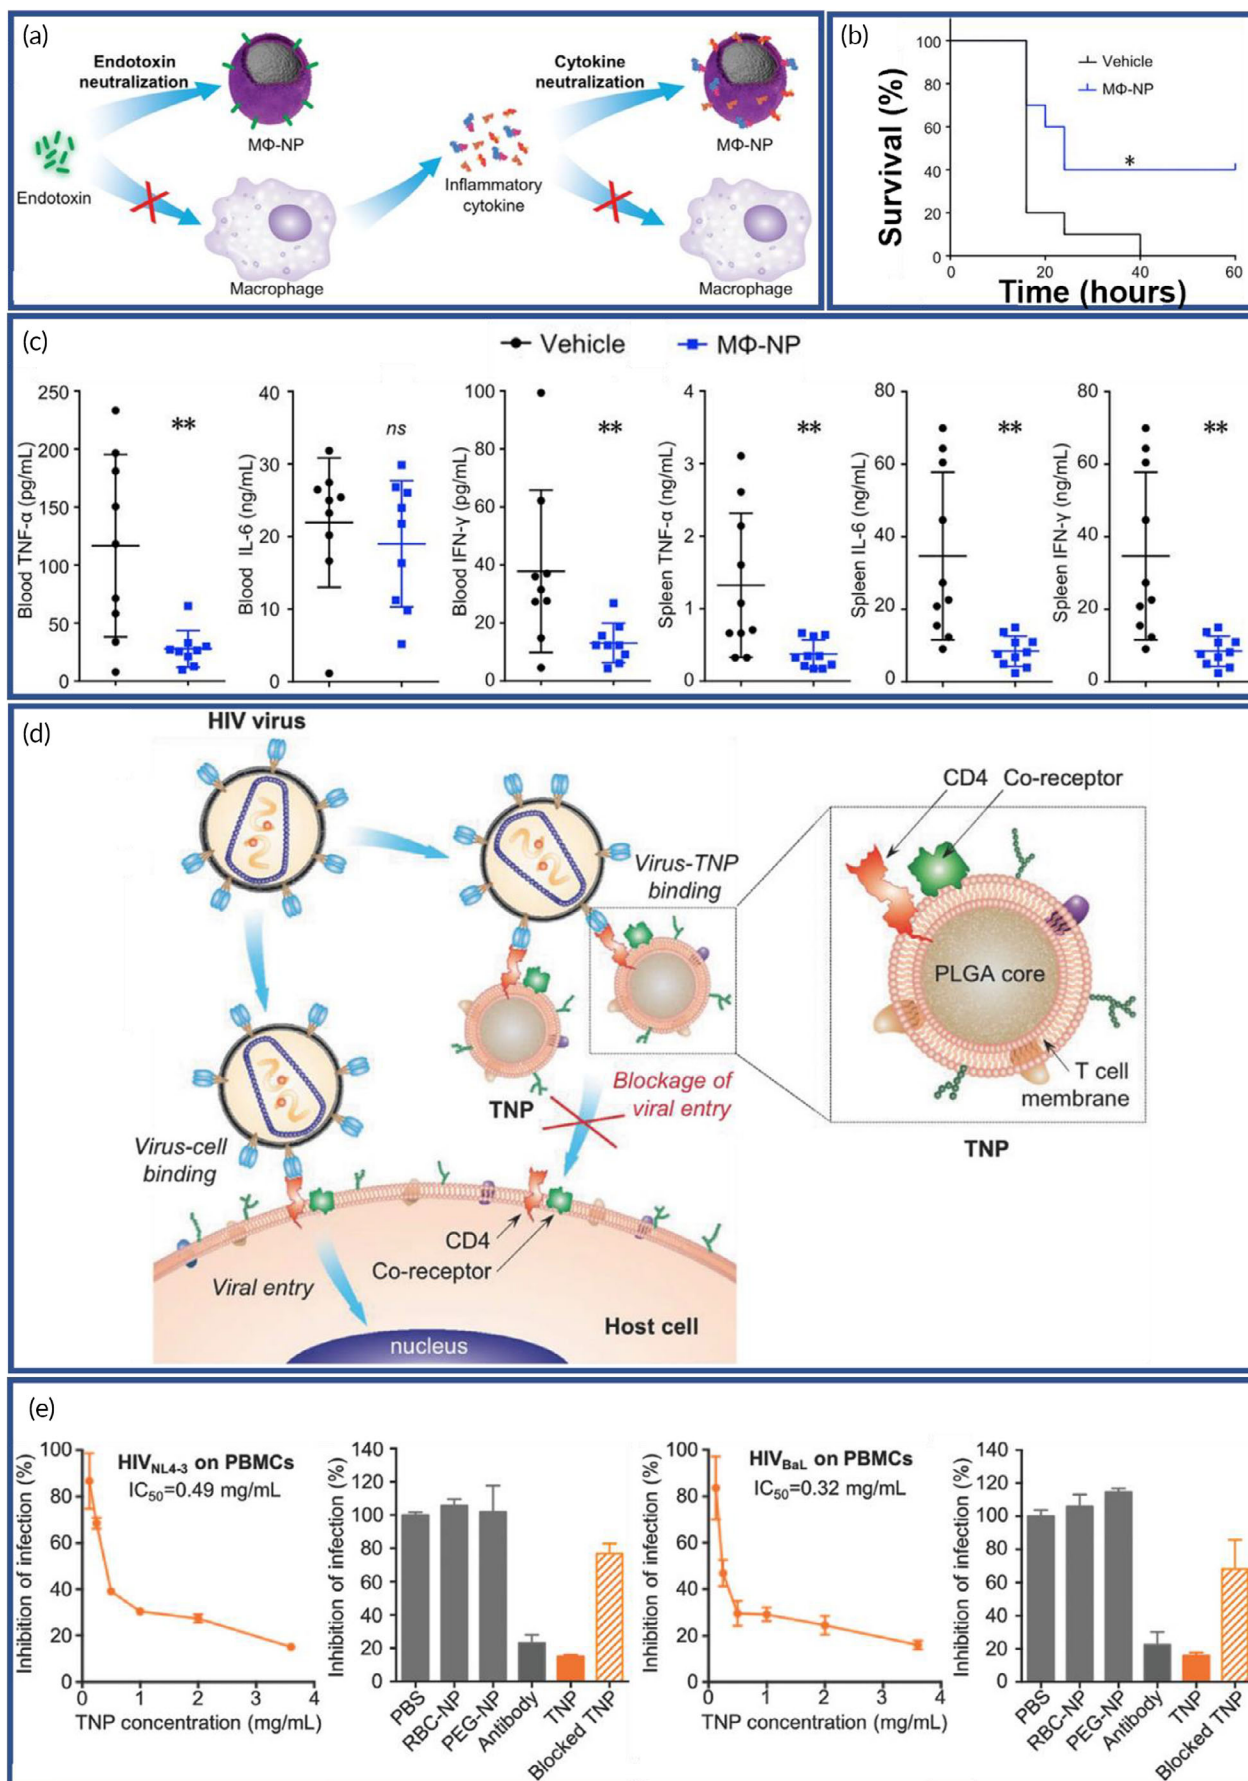 (a)
Endotoxin
neutralization
Cytokine
neutralization
MΦ-NP
MΦ-NP
Endotoxin
Inflammatory
cytokine
Macrophage
Macrophage
(b)
Survival (%)
100
80
60
40
20
0
Vehicle
MΦ-NP
*
0 20 40 60
Time (hours)
(c)
Vehicle MΦ-NP
Blood TNF-α (pg/mL)
250
200
150
100
50
0
**
Blood IL-6 (ng/mL)
40
30
20
10
0
ns
Blood IFN-γ (pg/mL)
100
80
60
40
20
0
**
Spleen TNF-α (ng/mL)
4
3
2
1
0
**
Spleen IL-6 (ng/mL)
80
60
40
20
0
**
Spleen IFN-γ (ng/mL)
80
60
40
20
0
**
(d)
HIV virus
CD4 Co-receptor
Virus-TNP
binding
PLGA core
T cell
membrane
TNP
TNP
Blockage of
viral entry
Virus-cell
binding
CD4
Co-receptor
Viral entry
Host cell
nucleus
(e)
Inhibition of infection (%)
100
80
60
40
20
0
HIVNL4-3 on PBMCs
IC50=0.49 mg/mL
0 1 2 3 4
TNP concentration (mg/mL)
Inhibition of infection (%)
140
120
100
80
60
40
20
0
PBS
RBC-NP
PEG-NP
Antibody
TNP
Blocked TNP
Inhibition of infection (%)
100
80
60
40
20
0
HIVBaL on PBMCs
IC50=0.32 mg/mL
0 1 2 3 4
TNP concentration (mg/mL)
Inhibition of infection (%)
140
120
100
80
60
40
20
0
PBS
RBC-NP
PEG-NP
Antibody
TNP
Blocked TNP